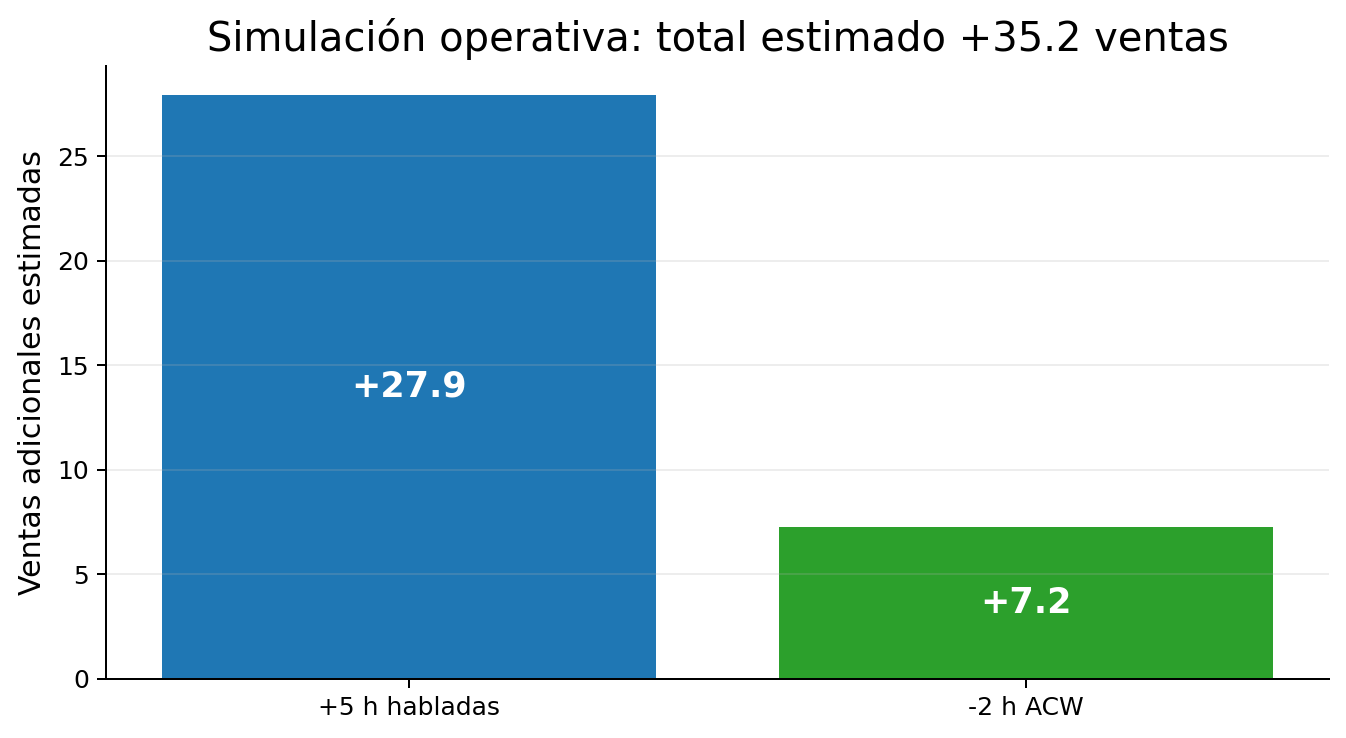 Simulación operativa: total estimado +35.2 ventas
Ventas adicionales estimadas
25
20
15
10
5
0
+27.9
+7.2
+5 h habladas
-2 h ACW